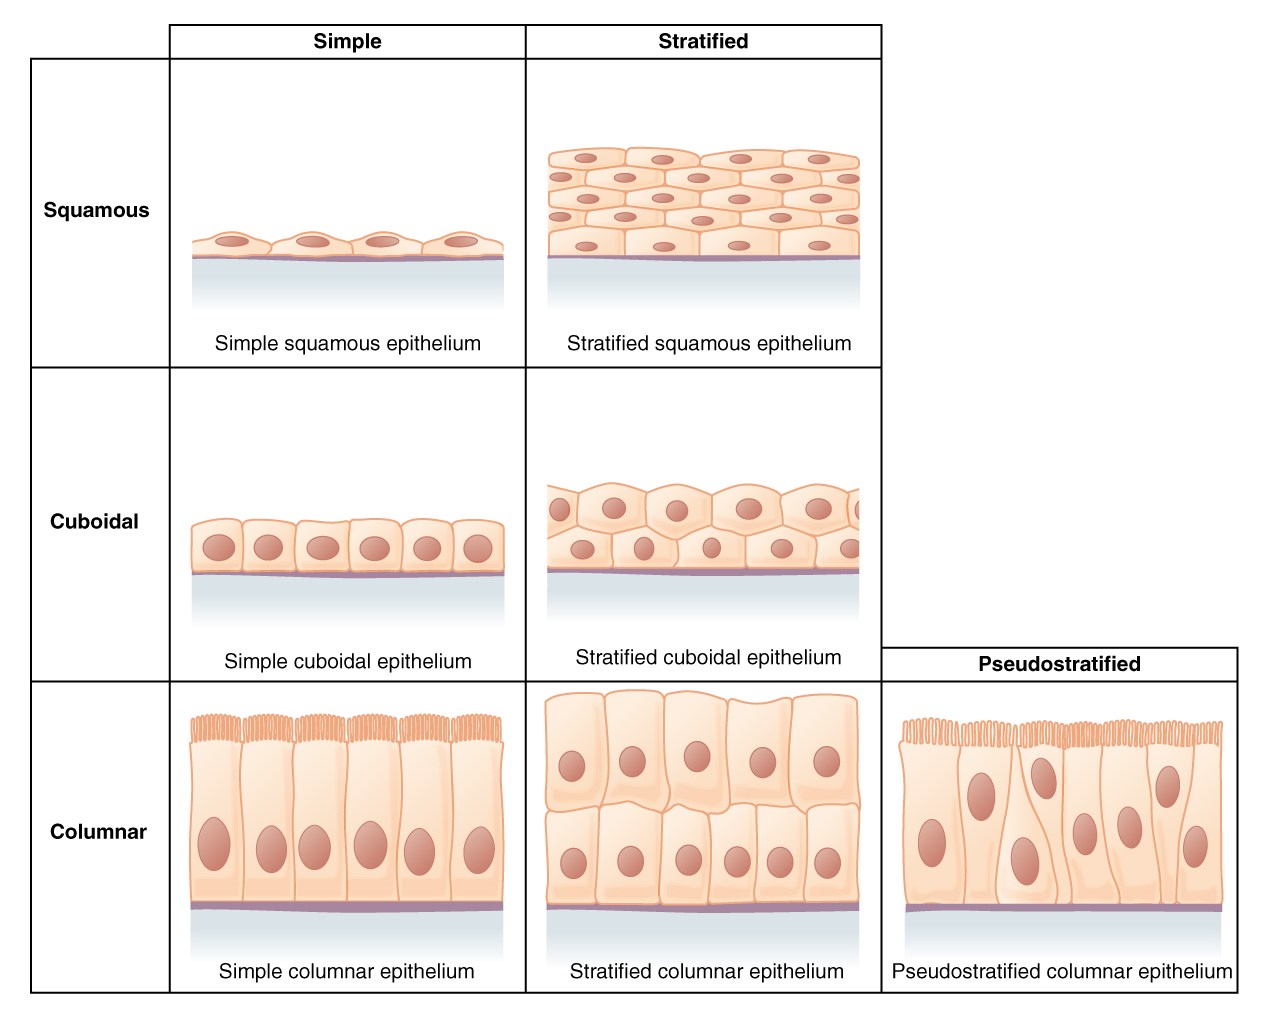 Simple
Stratified
Squamous
Simple squamous epithelium
Stratified squamous epithelium
Cuboidal
Simple cuboidal epithelium
Stratified cuboidal epithelium
Pseudostratified
Columnar
Simple columnar epithelium
Stratified columnar epithelium
Pseudostratified columnar epithelium